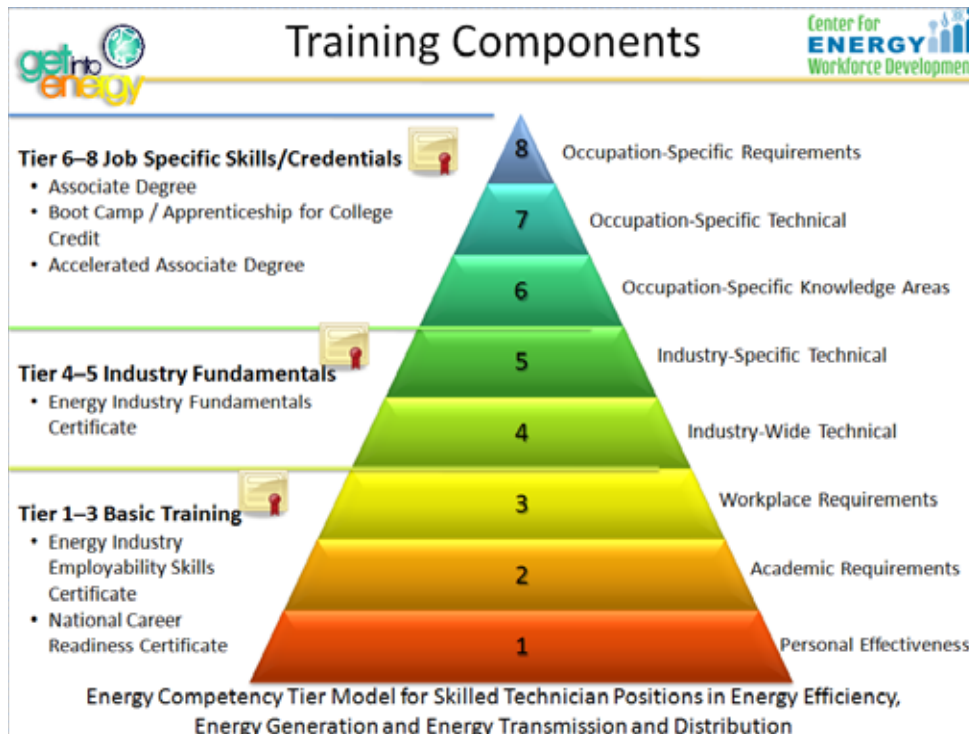 get into
energy
Training Components
Center For
ENERGY
Workforce Developmen
Tier 6–8 Job Specific Skills/Credentials
• Associate Degree
• Boot Camp / Apprenticeship for College
Credit
• Accelerated Associate Degree
Tier 4–5 Industry Fundamentals
• Energy Industry Fundamentals
Certificate
Tier 1–3 Basic Training
• Energy Industry
Employability Skills
Certificate
• National Career
Readiness Certificate
8 Occupation-Specific Requirements
7 Occupation-Specific Technical
6 Occupation-Specific Knowledge Areas
5 Industry-Specific Technical
4 Industry-Wide Technical
3 Workplace Requirements
2 Academic Requirements
1 Personal Effectiveness
Energy Competency Tier Model for Skilled Technician Positions in Energy Efficiency,
Energy Generation and Energy Transmission and Distribution